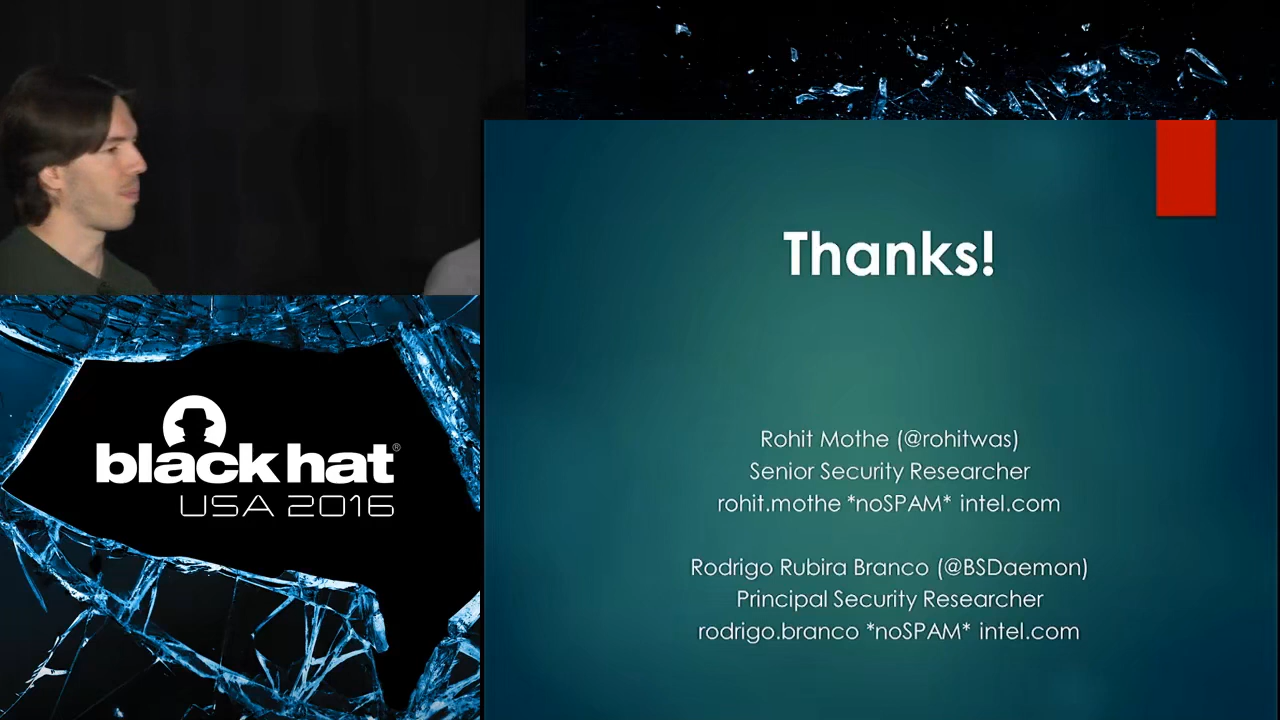 Thanks!
Rohit Mothe (@rohitwas)
Senior Security Researcher
rohit.mothe *noSPAM* intel.com
Rodrigo Rubira Branco (@BSDaemon)
Principal Security Researcher
rodrigo.branco *noSPAM* intel.com
black hat®
USA 2016